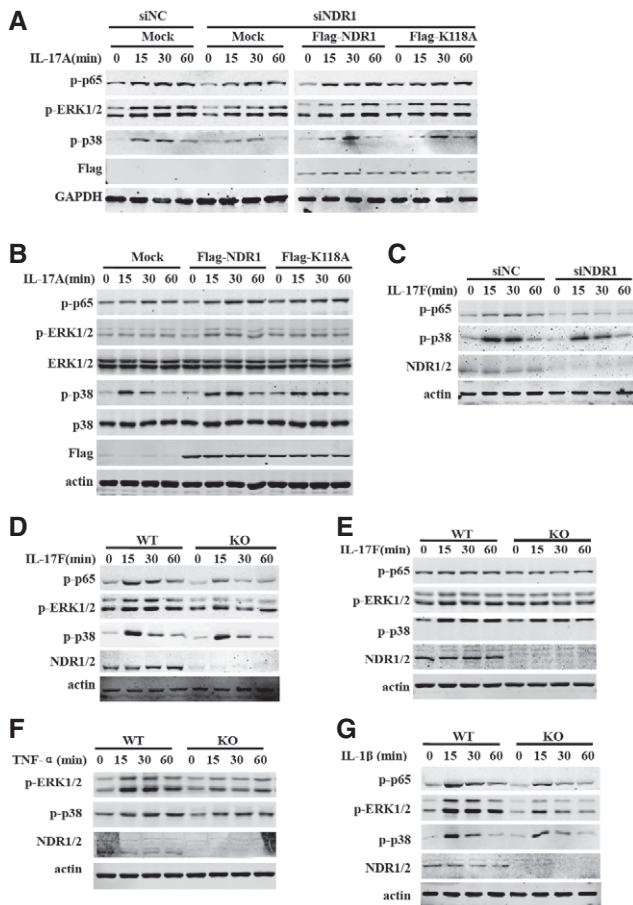 A
siNC siNDR1
Mock Mock Flag-NDR1 Flag-K118A
IL-17A(min) 0 15 30 60 0 15 30 60 0 15 30 60 0 15 30 60
p-p65
p-ERK1/2
p-p38
Flag
GAPDH
B
Mock Flag-NDR1 Flag-K118A
IL-17A(min) 0 15 30 60 0 15 30 60 0 15 30 60
p-p65
p-ERK1/2
ERK1/2
p-p38
p38
Flag
actin
C
siNC siNDR1
IL-17F(min) 0 15 30 60 0 15 30 60
p-p65
p-p38
NDR1/2
actin
D
WT KO
IL-17F(min) 0 15 30 60 0 15 30 60
p-p65
p-ERK1/2
p-p38
NDR1/2
actin
E
WT KO
IL-17F(min) 0 15 30 60 0 15 30 60
p-p65
p-ERK1/2
p-p38
NDR1/2
actin
F
WT KO
TNF-α (min) 0 15 30 60 0 15 30 60
p-ERK1/2
p-p38
NDR1/2
actin
G
WT KO
IL-1β (min) 0 15 30 60 0 15 30 60
p-p65
p-ERK1/2
p-p38
NDR1/2
actin